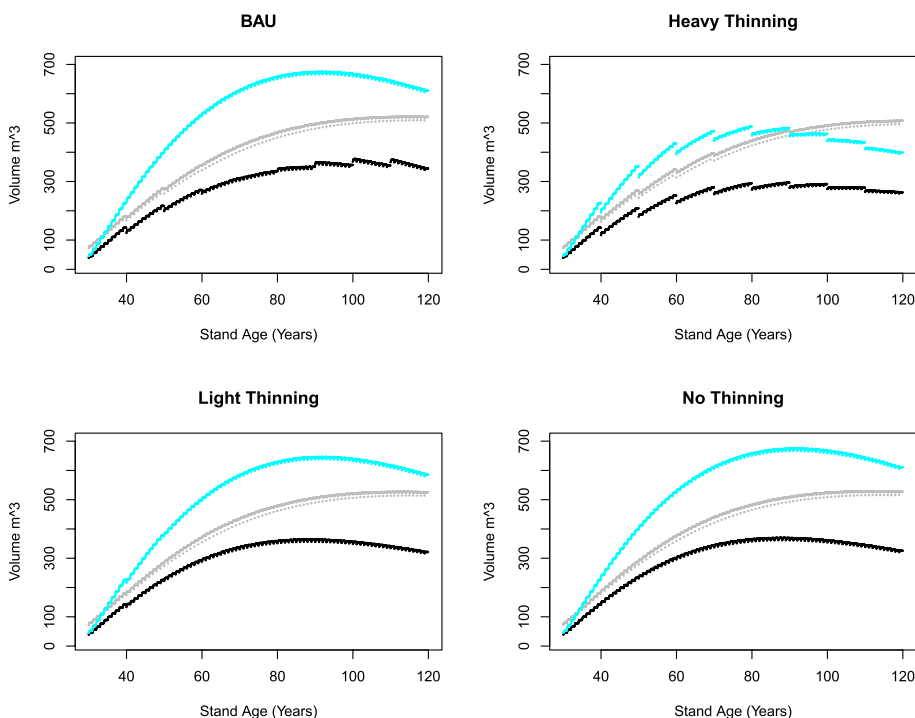 BAU
Volume m^3
700
500
300
100
0
40 60 80 100 120
Stand Age (Years)
Heavy Thinning
Volume m^3
700
500
300
100
0
40 60 80 100 120
Stand Age (Years)
Light Thinning
Volume m^3
700
500
300
100
0
40 60 80 100 120
Stand Age (Years)
No Thinning
Volume m^3
700
500
300
100
0
40 60 80 100 120
Stand Age (Years)